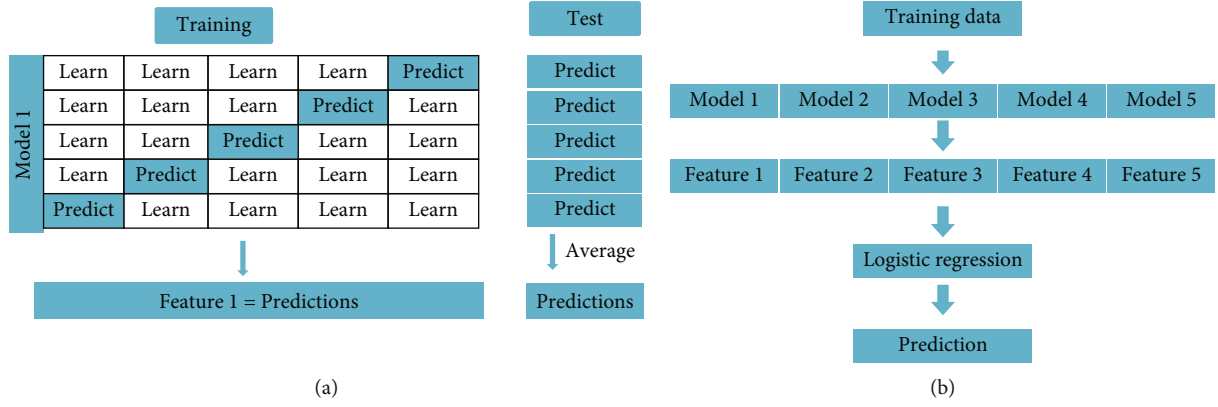 Training
Model 1
Learn Learn Learn Learn Predict
Learn Learn Learn Predict Learn
Learn Learn Predict Learn Learn
Learn Predict Learn Learn Learn
Predict Learn Learn Learn Learn
Feature 1 = Predictions
Test
Predict
Predict
Predict
Predict
Predict
Average
Predictions
(a)
Training data
Model 1 Model 2 Model 3 Model 4 Model 5
Feature 1 Feature 2 Feature 3 Feature 4 Feature 5
Logistic regression
Prediction
(b)